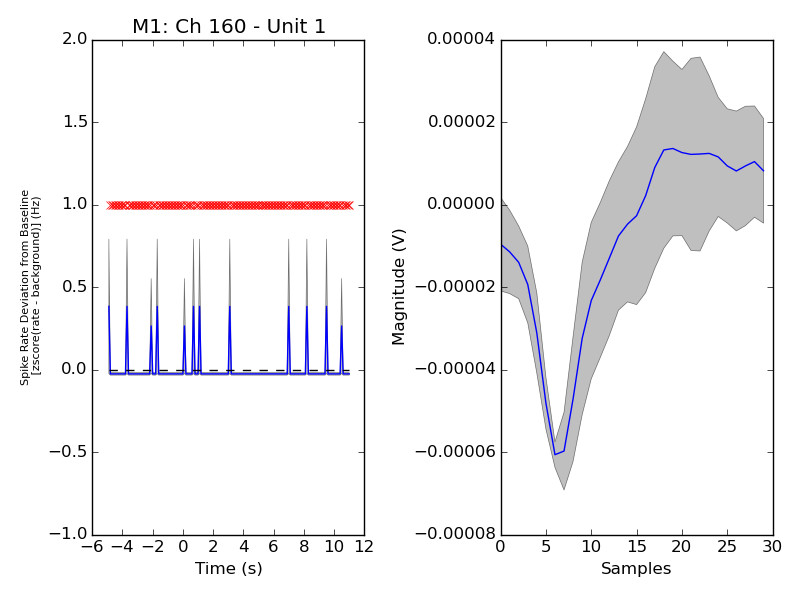 M1: Ch 160 - Unit 1
2.0
1.5
1.0
0.5
0.0
−0.5
−1.0
Spike Rate Deviation from Baseline
[zscore(rate - background)] (Hz)
−6 −4 −2 0 2 4 6 8 10 12
Time (s)
0.00004
0.00002
0.00000
−0.00002
−0.00004
−0.00006
−0.00008
Magnitude (V)
0 5 10 15 20 25 30
Samples